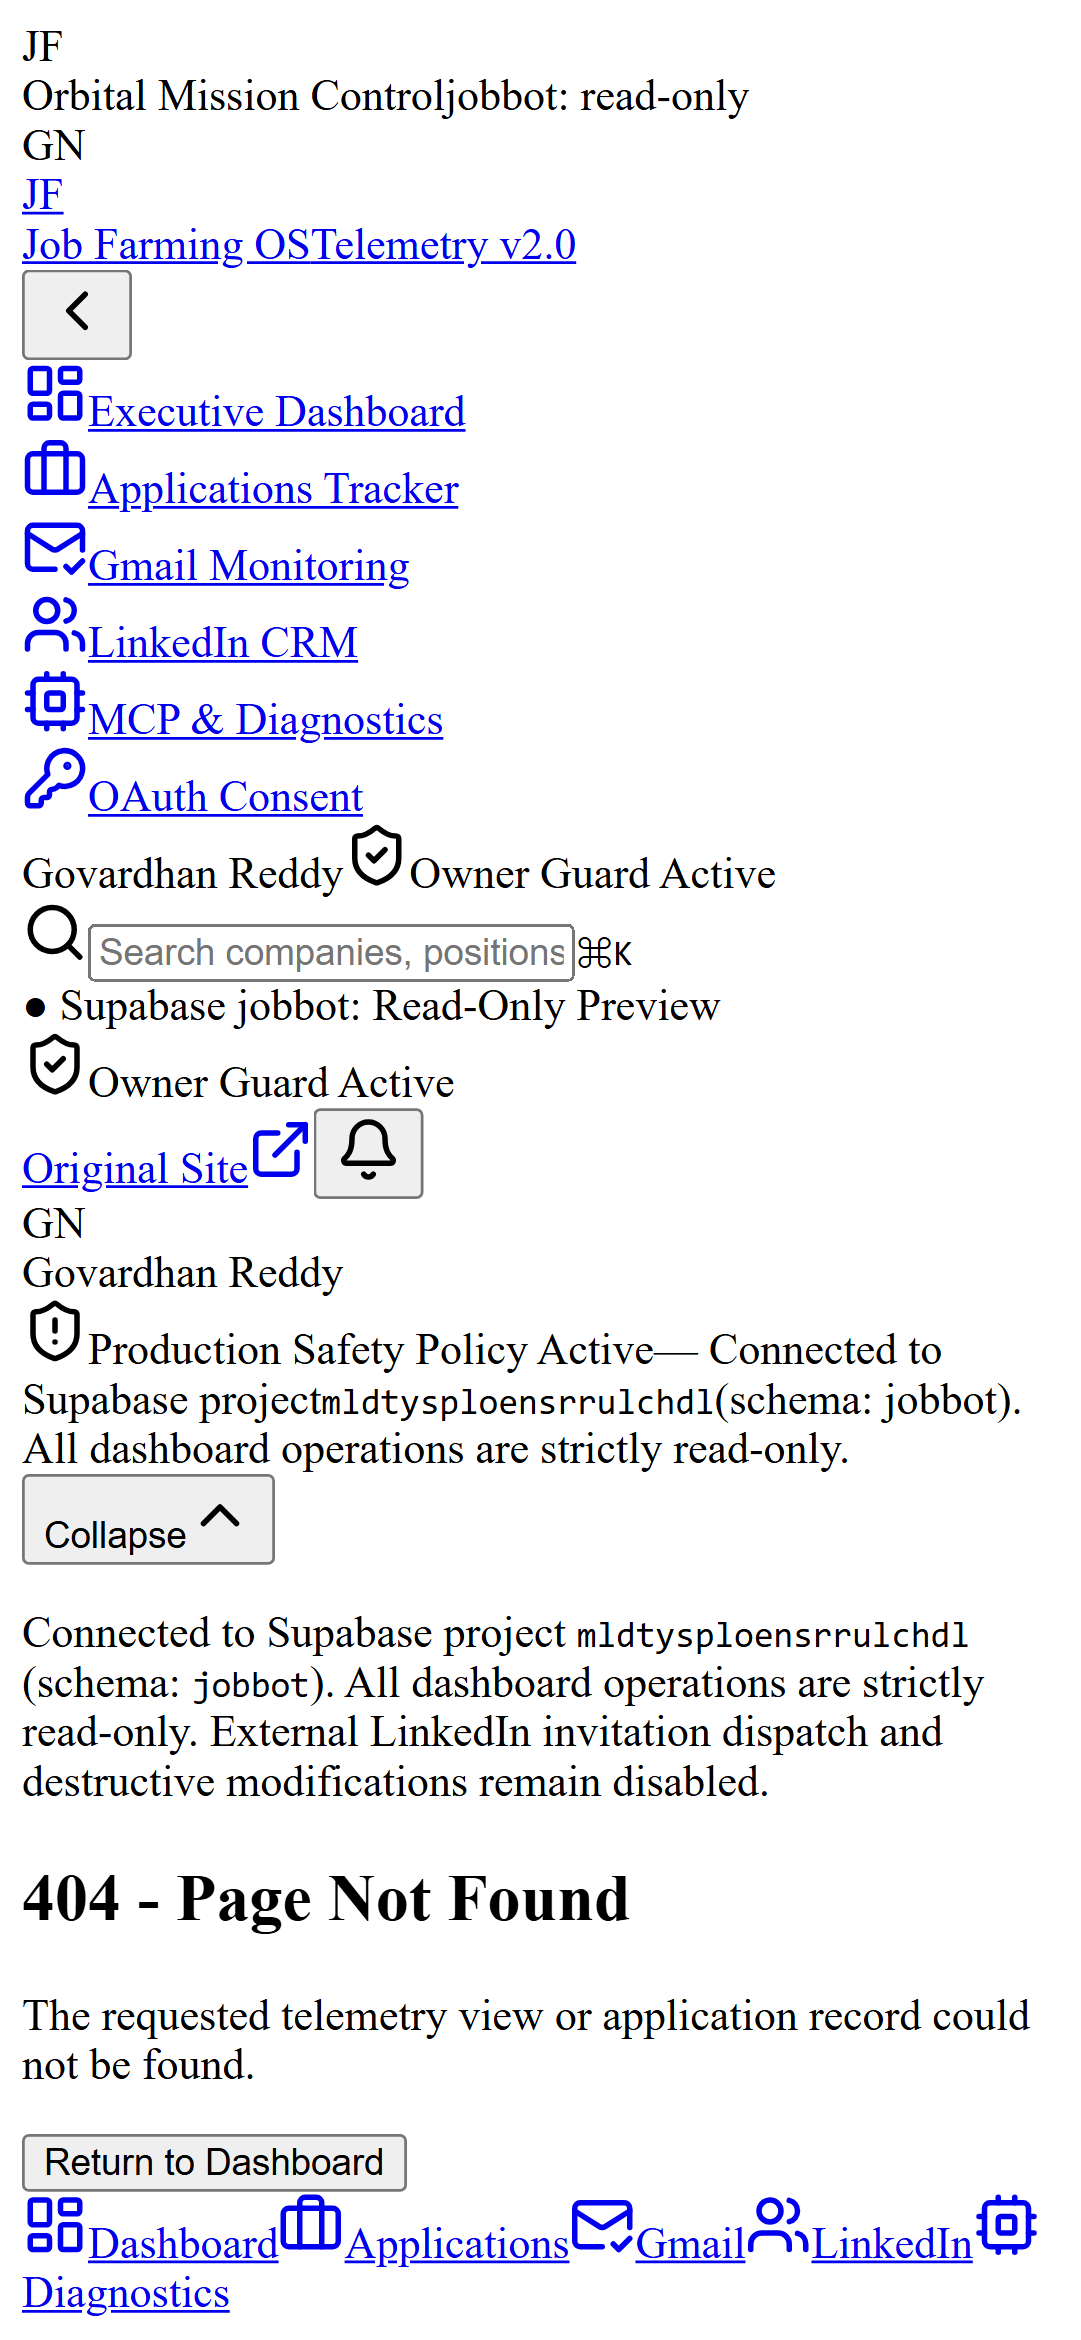 JF
Orbital Mission Controljobbot: read-only
GN
JF
Job Farming OSTelemetry v2.0
Executive Dashboard
Applications Tracker
Gmail Monitoring
LinkedIn CRM
MCP & Diagnostics
OAuth Consent
Govardhan Reddy Owner Guard Active
Search companies, positions ⌘K
● Supabase jobbot: Read-Only Preview
Owner Guard Active
Original Site
GN
Govardhan Reddy
Production Safety Policy Active— Connected to
Supabase projectmldtysploensrrulchdl(schema: jobbot).
All dashboard operations are strictly read-only.
Collapse
Connected to Supabase project mldtysploensrrulchdl
(schema: jobbot). All dashboard operations are strictly
read-only. External LinkedIn invitation dispatch and
destructive modifications remain disabled.
404 - Page Not Found
The requested telemetry view or application record could
not be found.
Return to Dashboard
Dashboard Applications Gmail LinkedIn
Diagnostics